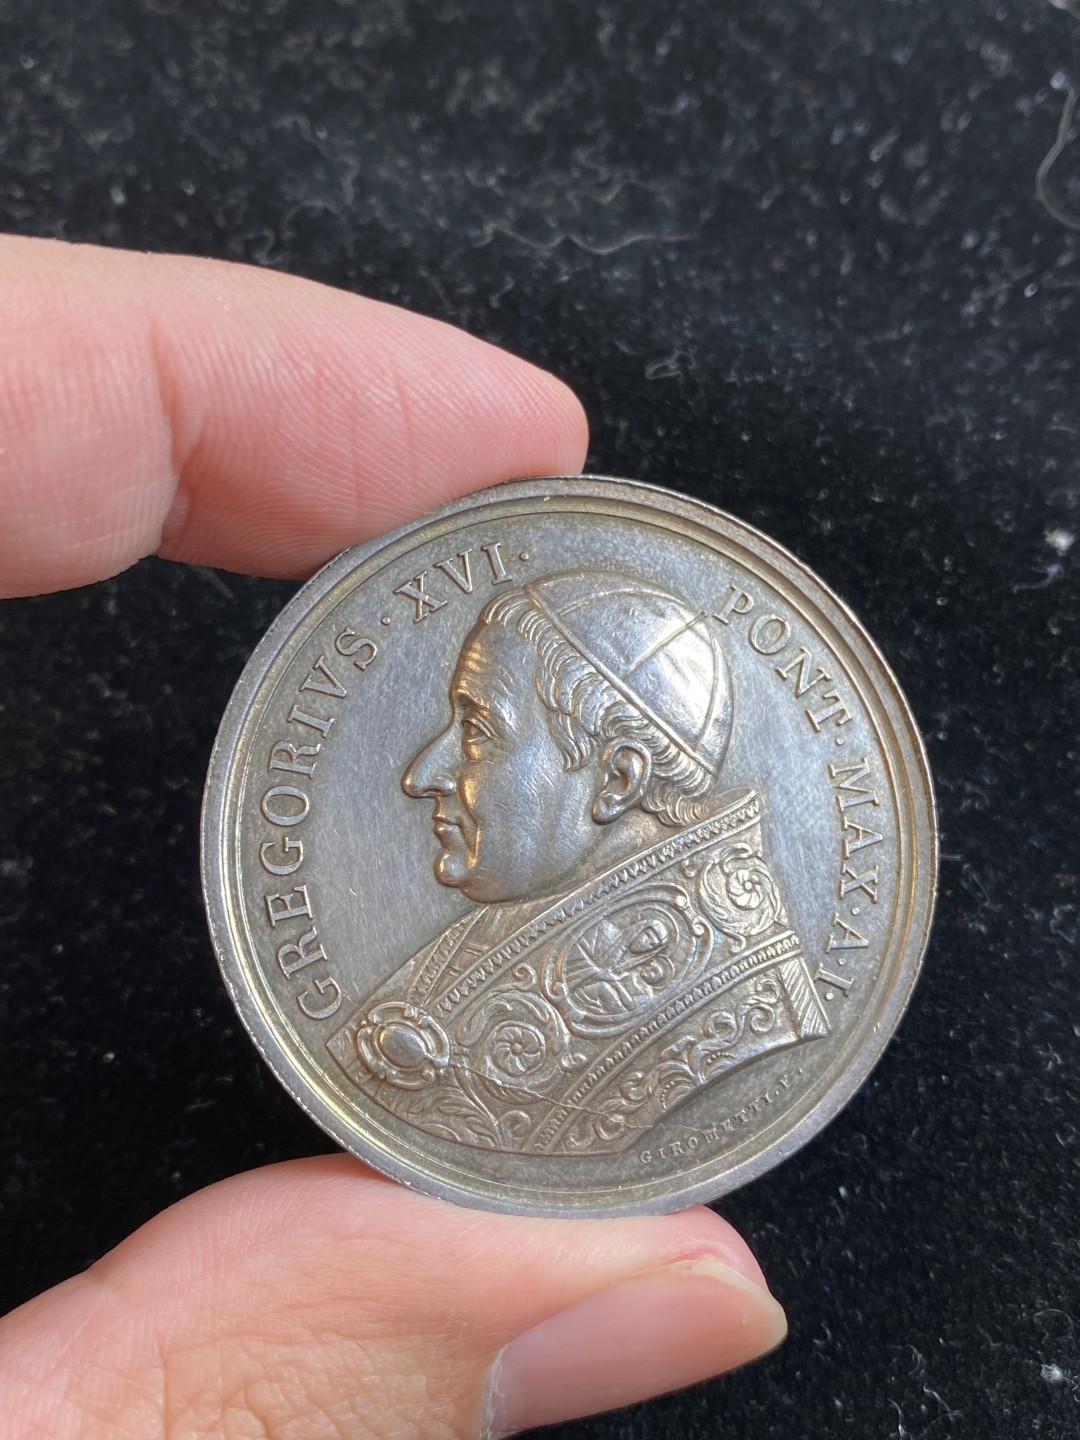 GREGORIVS · XVI · PONT · MAX · A · I ·
GIROMETTI . F .